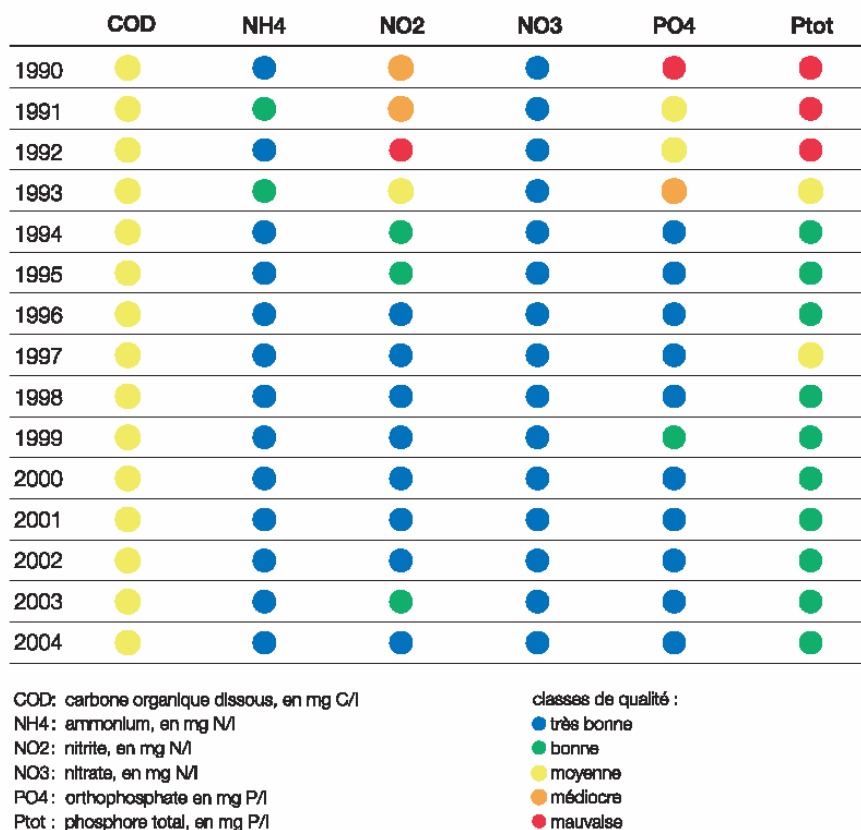 COD NH4 NO2 NO3 PO4 Ptot
1990
1991
1992
1993
1994
1995
1996
1997
1998
1999
2000
2001
2002
2003
2004
COD: carbone organique dissous, en mg C/l
NH4: ammonium, en mg N/l
NO2: nitrite, en mg N/l
NO3: nitrate, en mg N/l
PO4: orthophosphate en mg P/l
Ptot : phosphore total, en mg P/l
classes de qualité :
très bonne
bonne
moyenne
médiocre
mauvaise